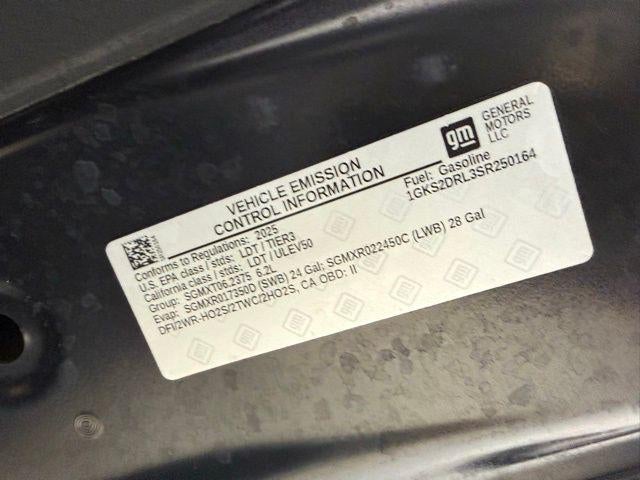 gm GENERAL
MOTORS
LLC
VEHICLE EMISSION
CONTROL INFORMATION
Fuel: Gasoline
1GKS2DRL3SR250164
Conforms to Regulations: 2025
U.S. EPA class / stds: LDT / TIER3
California class / stds: LDT / ULEV50
Group: SGMXT06.2375 6.2L
Evap: SGMXR017350D (SWB) 24 Gal; SGMXR022450C (LWB) 28 Gal
DFI/2WR-HO2S/2TWC/2HO2S, CA OBD: II